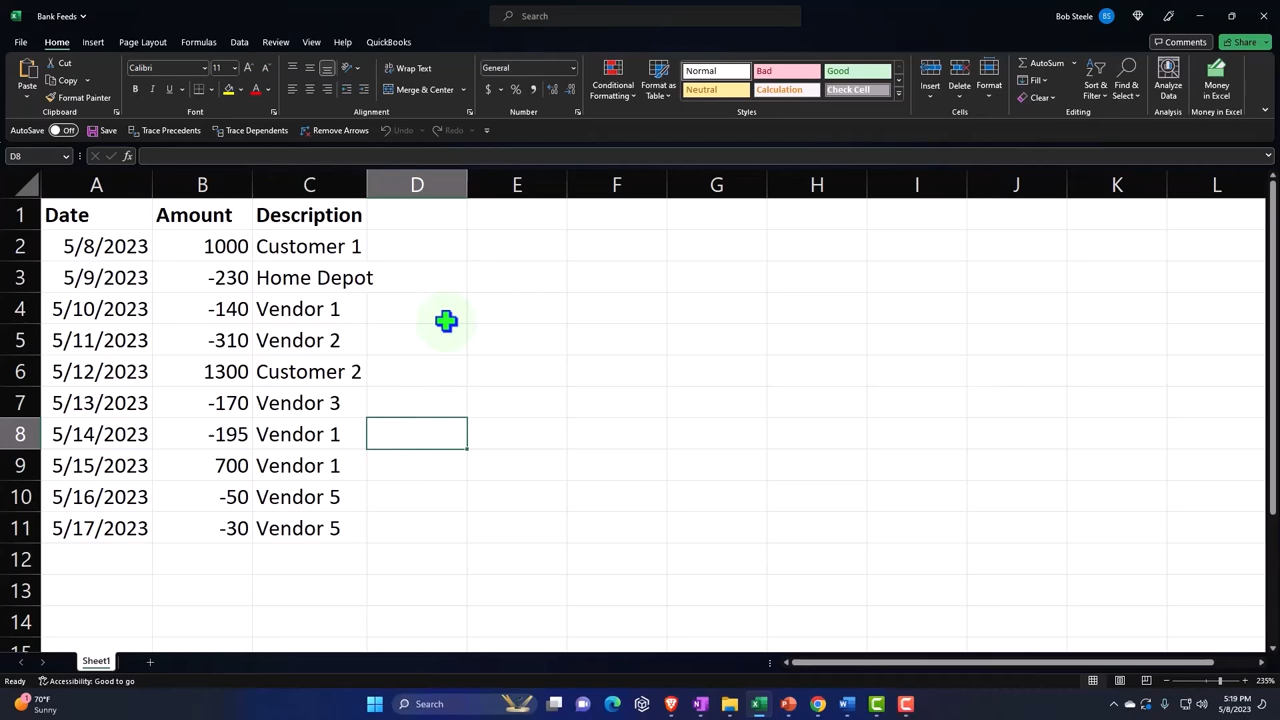 Bank Feeds
Search
Bob Steele BS
File Home Insert Page Layout Formulas Data Review View Help QuickBooks
Comments Share
Paste
Cut
Copy
Format Painter
Clipboard
Calibri 11
B I U
Font
Wrap Text
Merge & Center
Alignment
General
$ %
Number
Conditional Formatting
Format as Table
Normal Bad Good
Neutral Calculation Check Cell
Styles
Insert Delete Format
Cells
AutoSum
Fill
Clear
Sort & Filter
Find & Select
Editing
Analyze Data
Analysis
Money in Excel
Money in Excel
AutoSave Off Save Trace Precedents Trace Dependents Remove Arrows Undo Redo
D8 fx
A B C D E F G H I J K L
1 Date Amount Description
2 5/8/2023 1000 Customer 1
3 5/9/2023 -230 Home Depot
4 5/10/2023 -140 Vendor 1
5 5/11/2023 -310 Vendor 2
6 5/12/2023 1300 Customer 2
7 5/13/2023 -170 Vendor 3
8 5/14/2023 -195 Vendor 1
9 5/15/2023 700 Vendor 1
10 5/16/2023 -50 Vendor 5
11 5/17/2023 -30 Vendor 5
12
13
14
15
Sheet1
Ready Accessibility: Good to go 235%
70°F
Sunny
Search
5:19 PM
5/8/2023